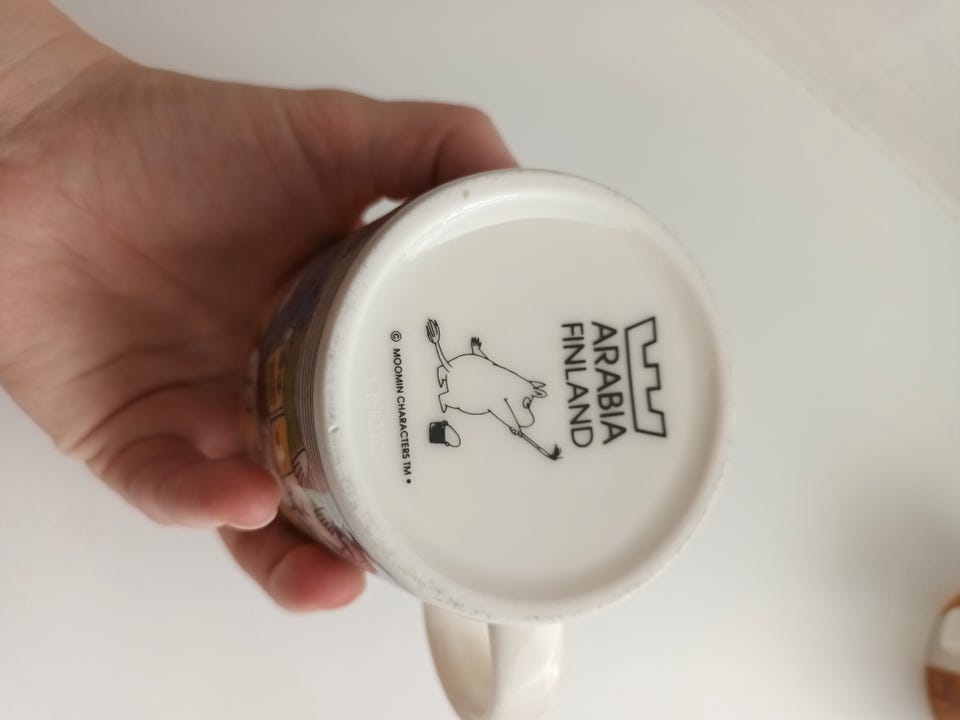 ARABIA
FINLAND
© MOOMIN CHARACTERS TM •